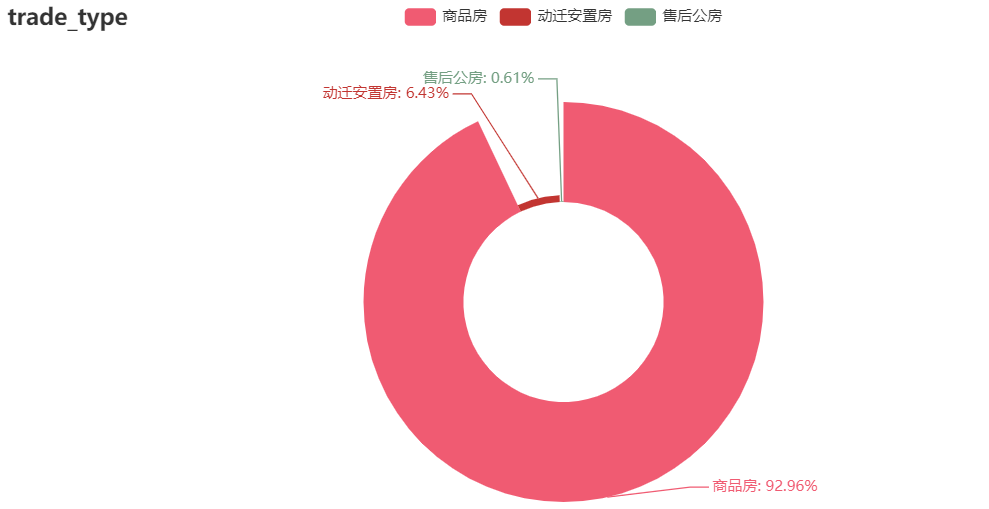 trade_type
商品房
动迁安置房
售后公房
售后公房: 0.61%
动迁安置房: 6.43%
商品房: 92.96%